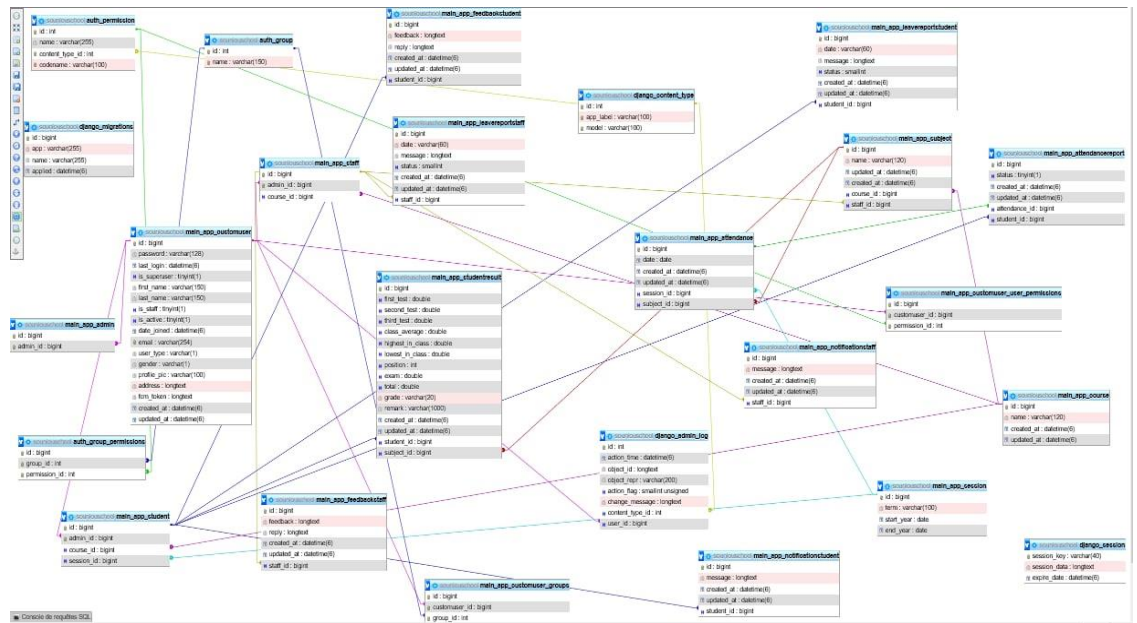 auth_permission
id : int
name : varchar(255)
content_type_id : int
codename : varchar(100)
auth_group
id : int
name : varchar(150)
main_app_feedbackstudent
id : bigint
feedback : longtext
reply : longtext
created_at : datetime(6)
updated_at : datetime(6)
student_id : bigint
main_app_leavereportstudent
id : bigint
date : varchar(60)
message : longtext
status : smallint
created_at : datetime(6)
updated_at : datetime(6)
student_id : bigint
django_content_type
id : int
app_label : varchar(100)
model : varchar(100)
django_migrations
id : bigint
app : varchar(255)
name : varchar(255)
applied : datetime(6)
main_app_leavereportstaff
id : bigint
date : varchar(60)
message : longtext
status : smallint
created_at : datetime(6)
updated_at : datetime(6)
staff_id : bigint
main_app_subject
id : bigint
name : varchar(120)
updated_at : datetime(6)
created_at : datetime(6)
course_id : bigint
staff_id : bigint
main_app_attendancereport
id : bigint
status : tinyint(1)
created_at : datetime(6)
updated_at : datetime(6)
attendance_id : bigint
student_id : bigint
main_app_staff
id : bigint
admin_id : bigint
course_id : bigint
main_app_customuser
id : bigint
password : varchar(128)
last_login : datetime(6)
is_superuser : tinyint(1)
first_name : varchar(150)
last_name : varchar(150)
is_staff : tinyint(1)
is_active : tinyint(1)
date_joined : datetime(6)
email : varchar(254)
user_type : varchar(1)
gender : varchar(1)
profile_pic : varchar(100)
address : longtext
fcm_token : longtext
created_at : datetime(6)
updated_at : datetime(6)
main_app_attendance
id : bigint
date : date
created_at : datetime(6)
updated_at : datetime(6)
session_id : bigint
subject_id : bigint
main_app_studentresult
id : bigint
first_test : double
second_test : double
third_test : double
class_average : double
highest_in_class : double
lowest_in_class : double
position : int
exam : double
total : double
grade : varchar(20)
remark : varchar(1000)
created_at : datetime(6)
updated_at : datetime(6)
student_id : bigint
subject_id : bigint
main_app_customuser_user_permissions
id : bigint
customuser_id : bigint
permission_id : int
main_app_admin
id : bigint
admin_id : bigint
main_app_notificationstaff
id : bigint
message : longtext
created_at : datetime(6)
updated_at : datetime(6)
staff_id : bigint
main_app_course
id : bigint
name : varchar(120)
created_at : datetime(6)
updated_at : datetime(6)
auth_group_permissions
id : bigint
group_id : int
permission_id : int
django_admin_log
id : int
action_time : datetime(6)
object_id : longtext
object_repr : varchar(200)
action_flag : smallint unsigned
change_message : longtext
content_type_id : int
user_id : bigint
main_app_session
id : bigint
term : varchar(100)
start_year : date
end_year : date
main_app_feedbackstaff
id : bigint
feedback : longtext
reply : longtext
created_at : datetime(6)
updated_at : datetime(6)
staff_id : bigint
main_app_student
id : bigint
admin_id : bigint
course_id : bigint
session_id : bigint
django_session
session_key : varchar(40)
session_data : longtext
expire_date : datetime(6)
main_app_notificationstudent
id : bigint
message : longtext
created_at : datetime(6)
updated_at : datetime(6)
student_id : bigint
main_app_customuser_groups
id : bigint
customuser_id : bigint
group_id : int
Console de requêtes SQL